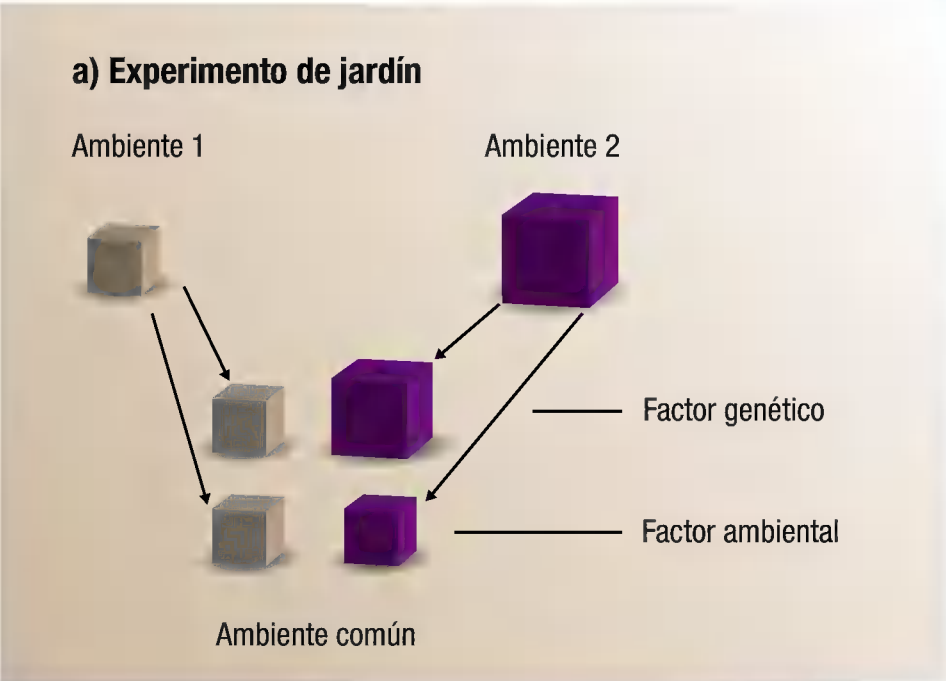 a) Experimento de jardín
Ambiente 1
Ambiente 2
Factor genético
Factor ambiental
Ambiente común